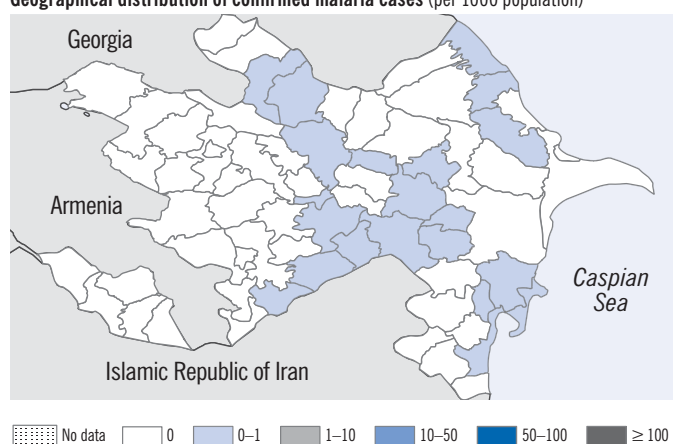 Geographical distribution of confirmed malaria cases (per 1000 population)
Georgia
Armenia
Caspian
Sea
Islamic Republic of Iran
No data 0 0–1 1–10 10–50 50–100 ≥ 100